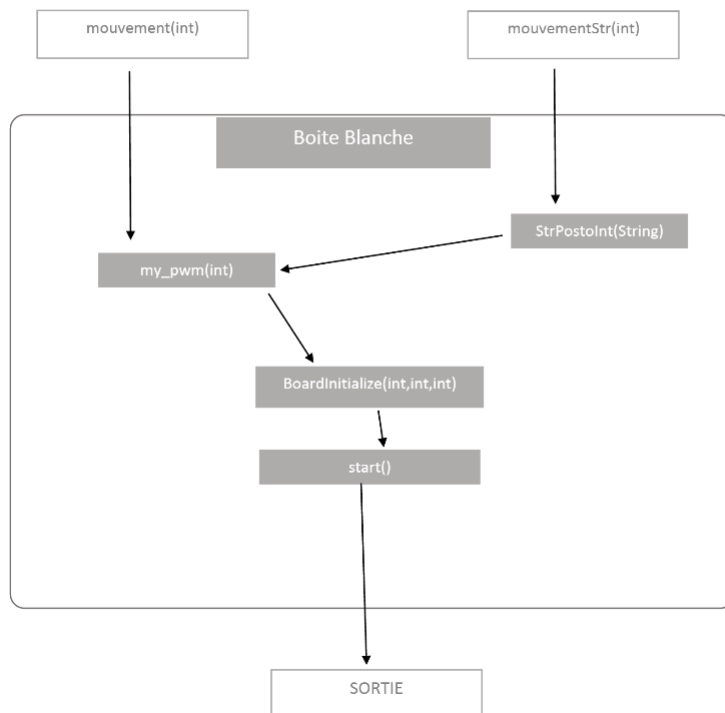 mouvement(int)
mouvementStr(int)
Boite Blanche
StrPostoInt(String)
my_pwm(int)
BoardInitialize(int,int,int)
start()
SORTIE